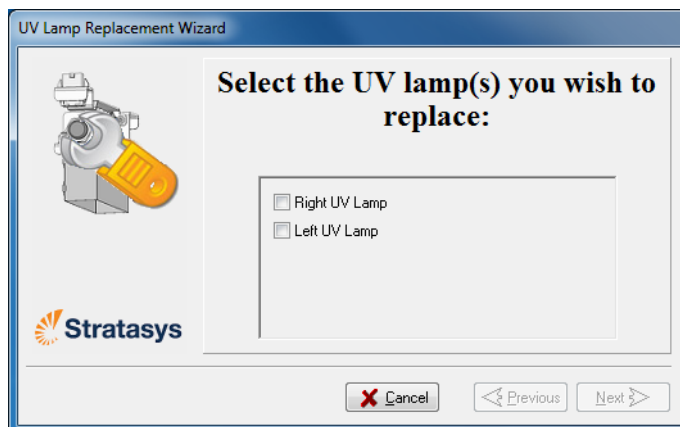 UV Lamp Replacement Wizard
Select the UV lamp(s) you wish to
replace:
Right UV Lamp
Left UV Lamp
Stratasys
Cancel
Previous
Next